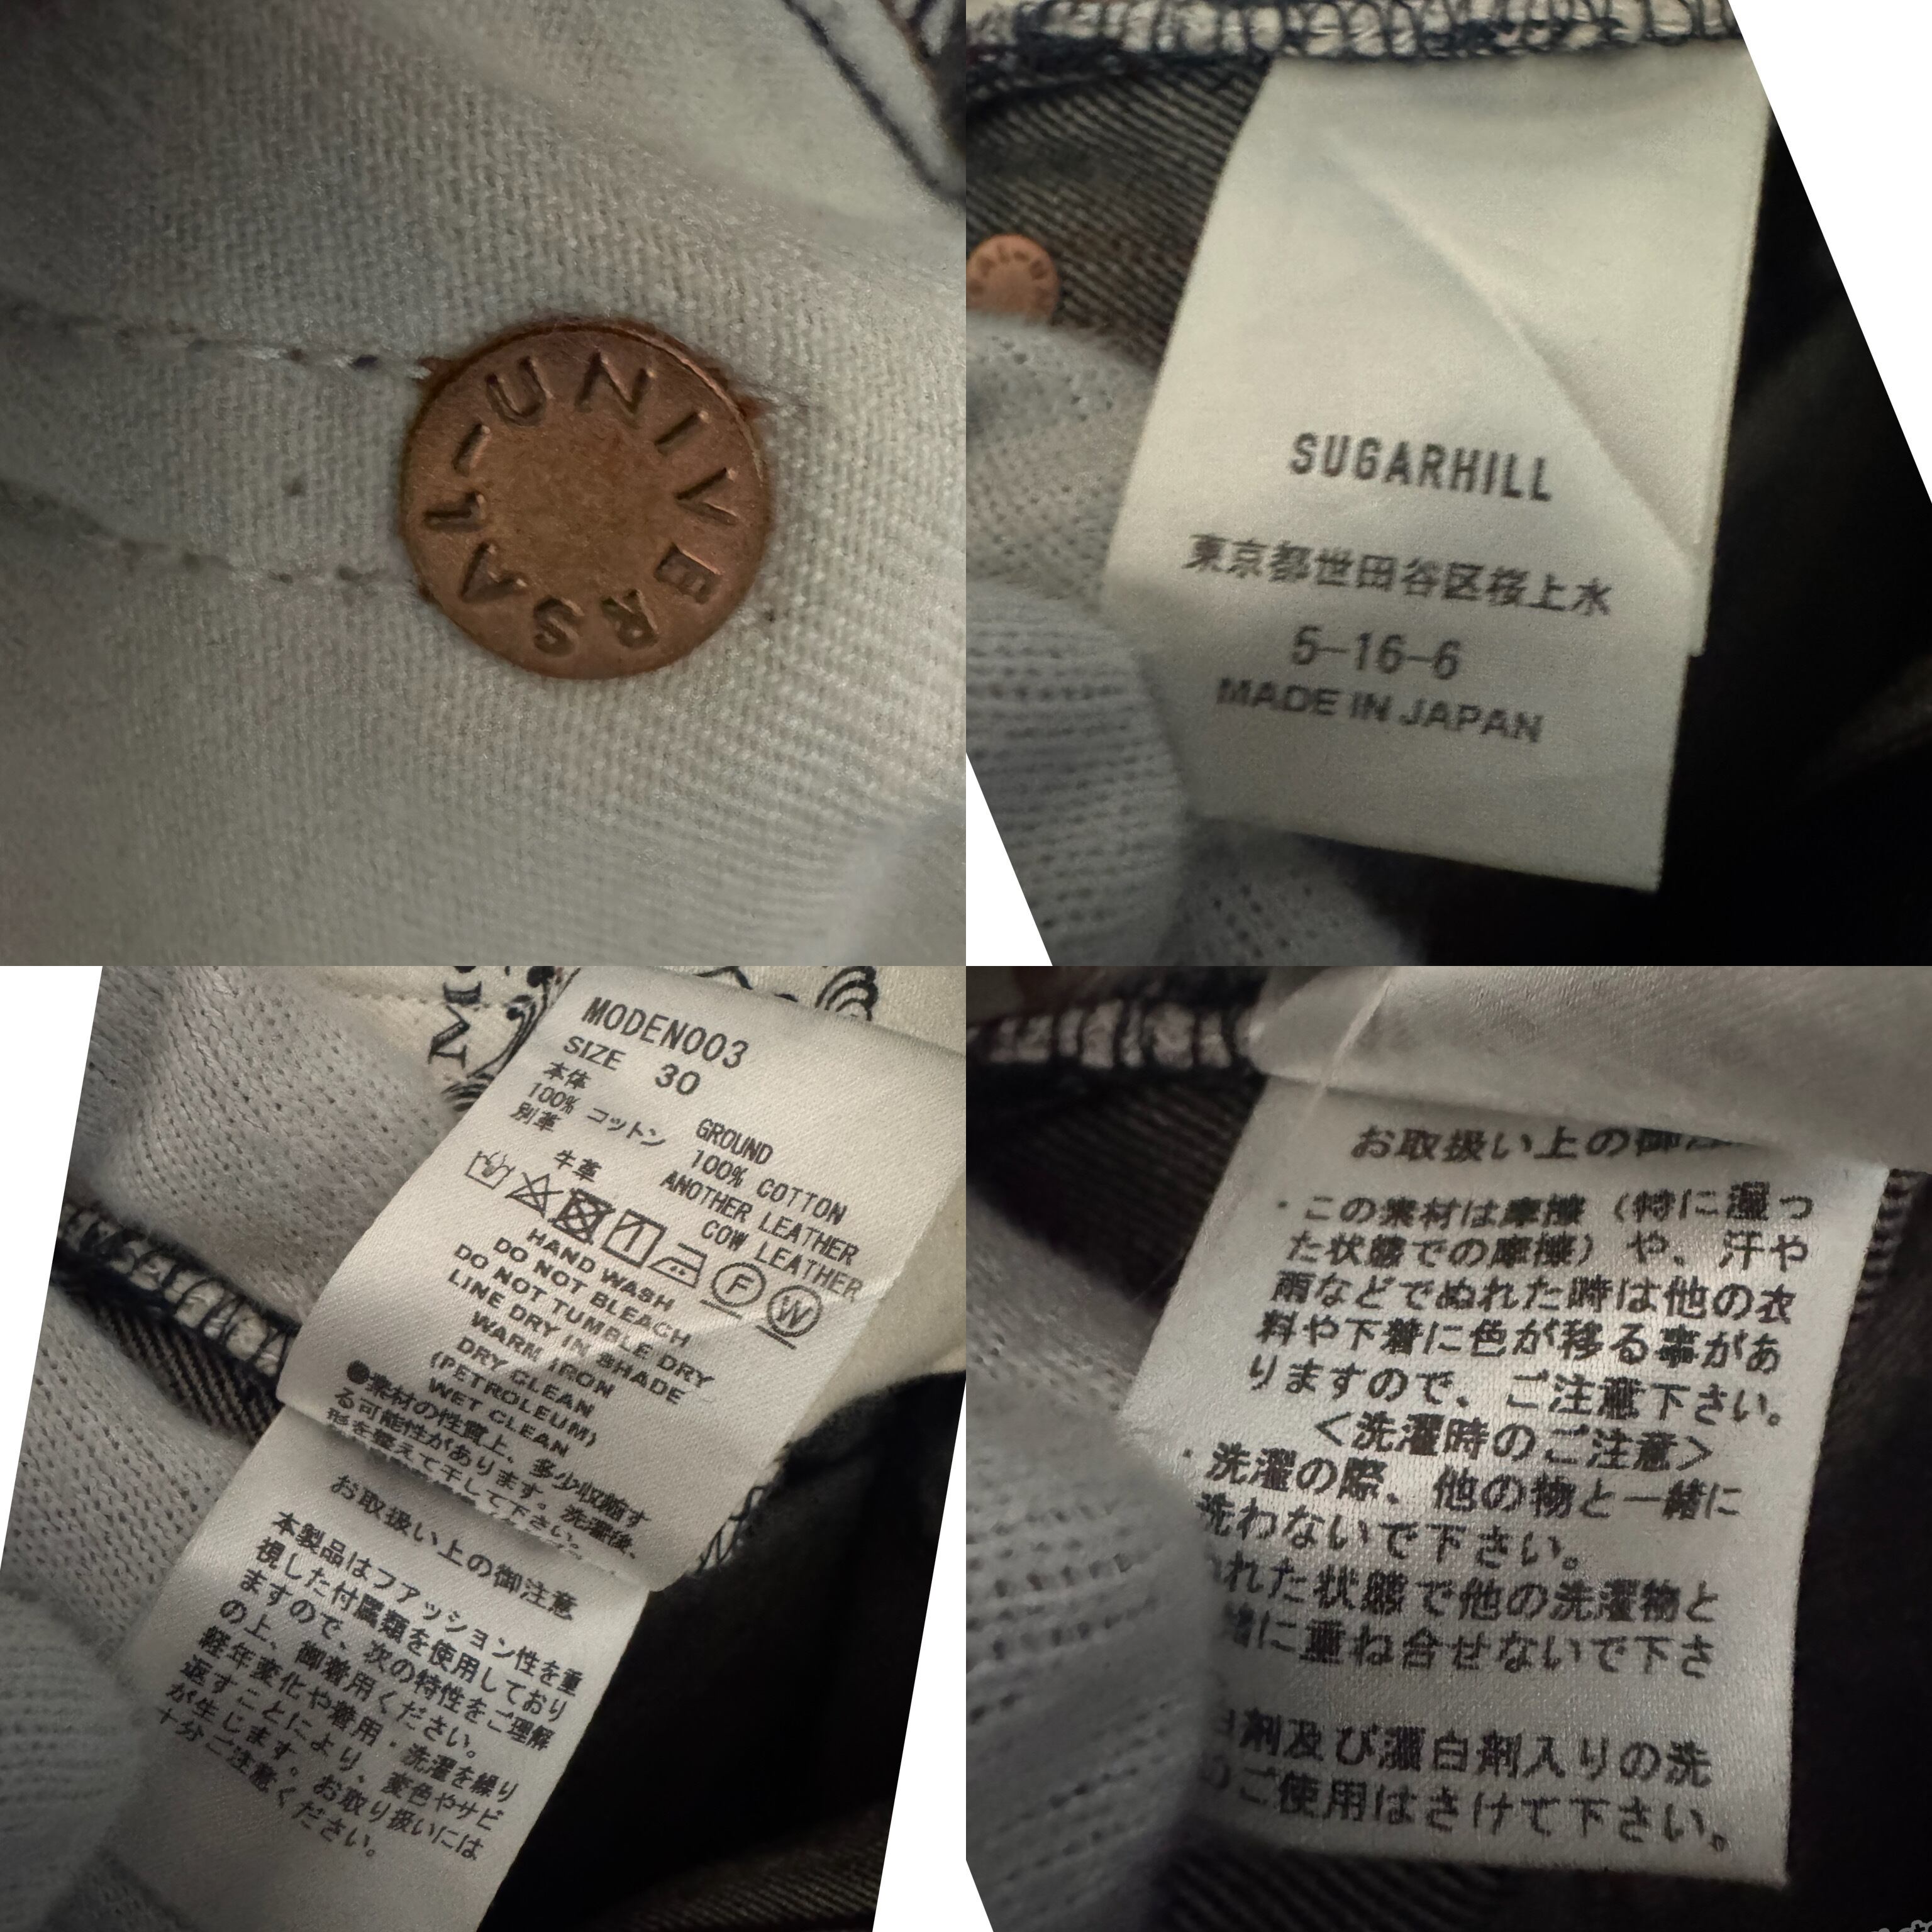 UNIVERSAL
SUGARHILL
東京都世田谷区桜上水
5-16-6
MADE IN JAPAN
MODEN003
SIZE 30
本体 GROUND
100% コットン 100% COTTON
別革 ANOTHER LEATHER
牛革 COW LEATHER
F W
HAND WASH
DO NOT BLEACH
DO NOT TUMBLE DRY
LINE DRY IN SHADE
WARM IRON
DRY CLEAN
(PETROLEUM)
WET CLEAN
●素材の性質上、多少収縮す
る可能性があります。洗濯後、
形を整えて干して下さい。
お取扱い上の御注意
本製品はファッション性を重
視した付属類を使用しており
ますので、次の特性をご理解
の上、御着用ください。
経年変化や着用・洗濯を繰り
返すことにより、変色やサビ
が生じます。お取り扱いには
十分ご注意ください。
お取扱い上の御
・この素材は摩擦（特に湿っ
た状態での摩擦）や、汗や
雨などでぬれた時は他の衣
料や下着に色が移る事があ
りますので、ご注意下さい。
<洗濯時のご注意>
・洗濯の際、他の物と一緒に
洗わないで下さい。
れた状態で他の洗濯物と
緒に重ね合せないで下さ
剤及び漂白剤入りの洗
ご使用はさけて下さい。